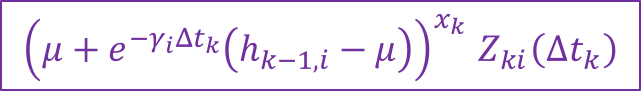 (μ + e^{-γ_i Δt_k}(h_{k-1,i} − μ))^{x_k} Z_{ki}(Δt_k)